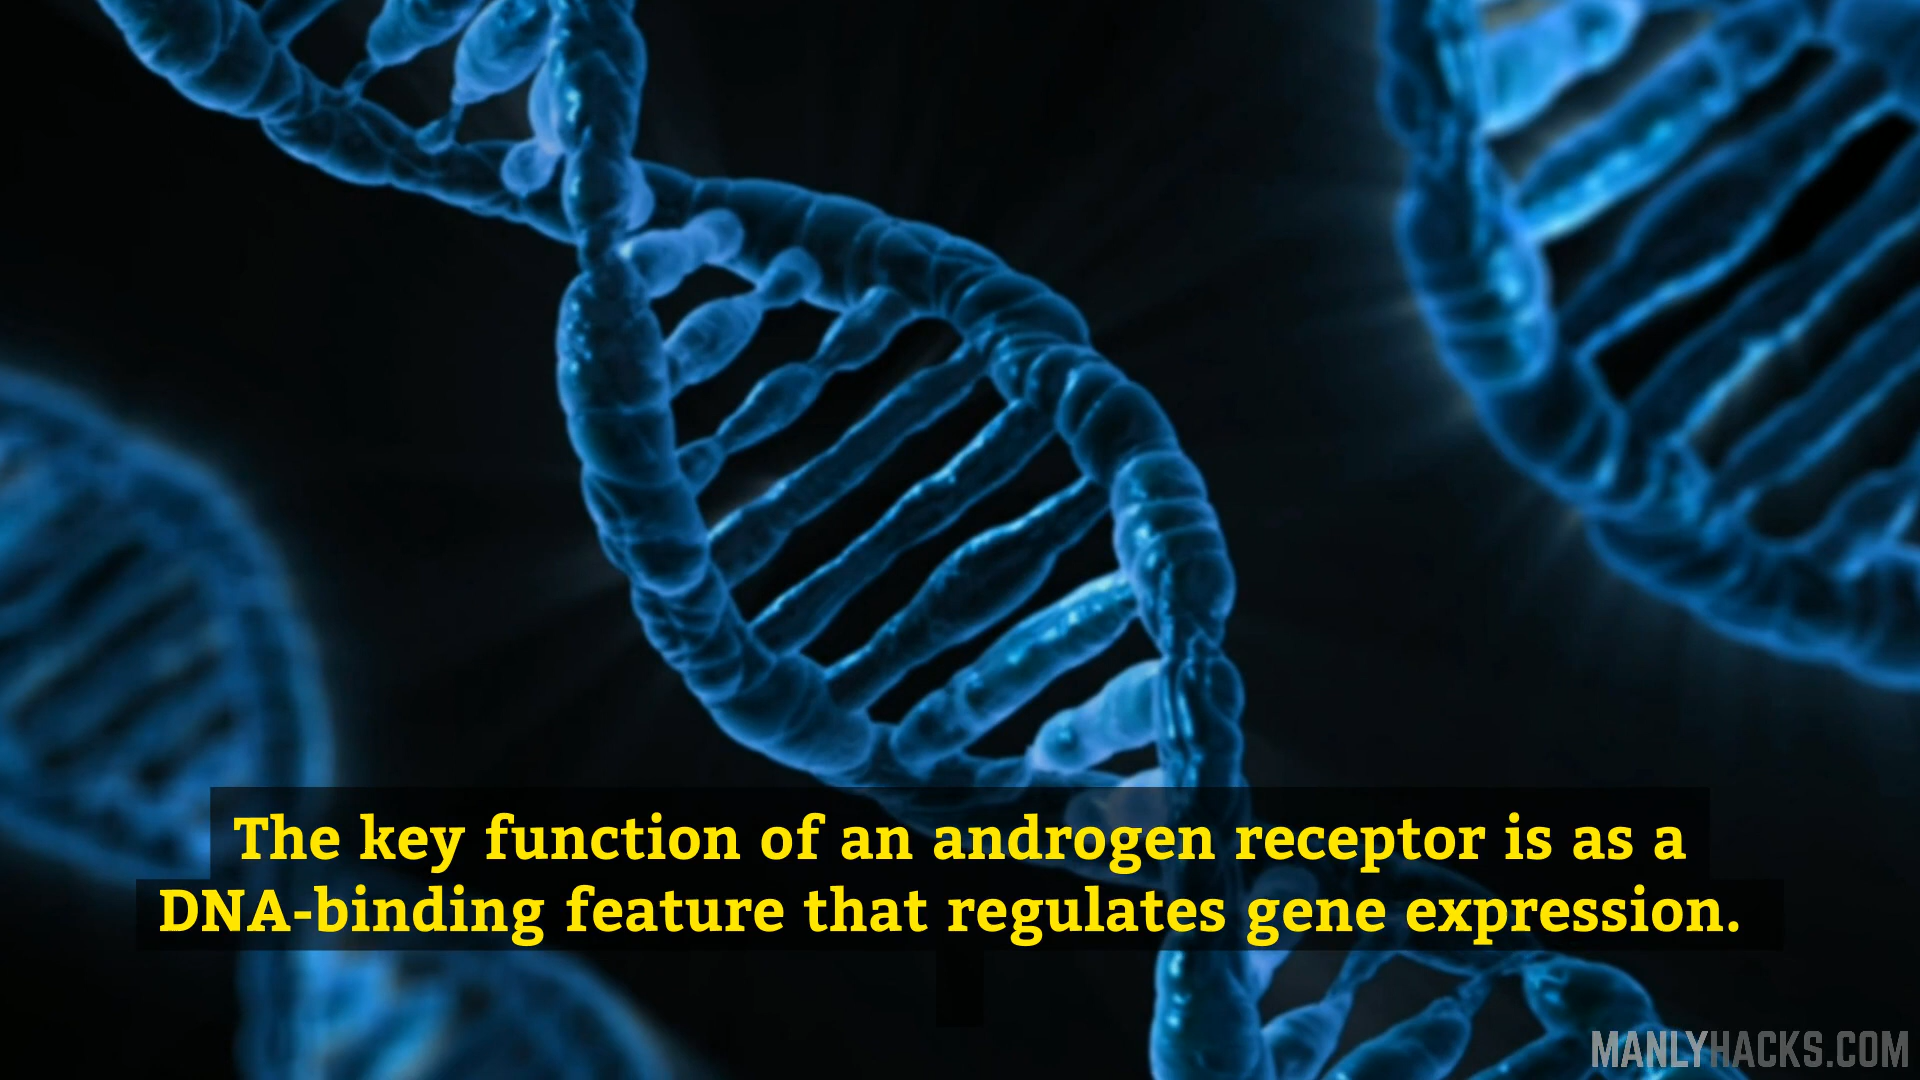 The key function of an androgen receptor is as a
DNA-binding feature that regulates gene expression.
MANLYHACKS.COM